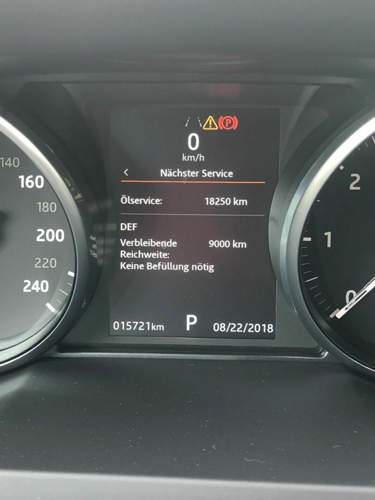 140
160
180
200
220
240
0
km/h
Nächster Service
Ölservice: 18250 km
DEF
Verbleibende 9000 km
Reichweite:
Keine Befüllung nötig
015721km P 08/22/2018
2
1
0